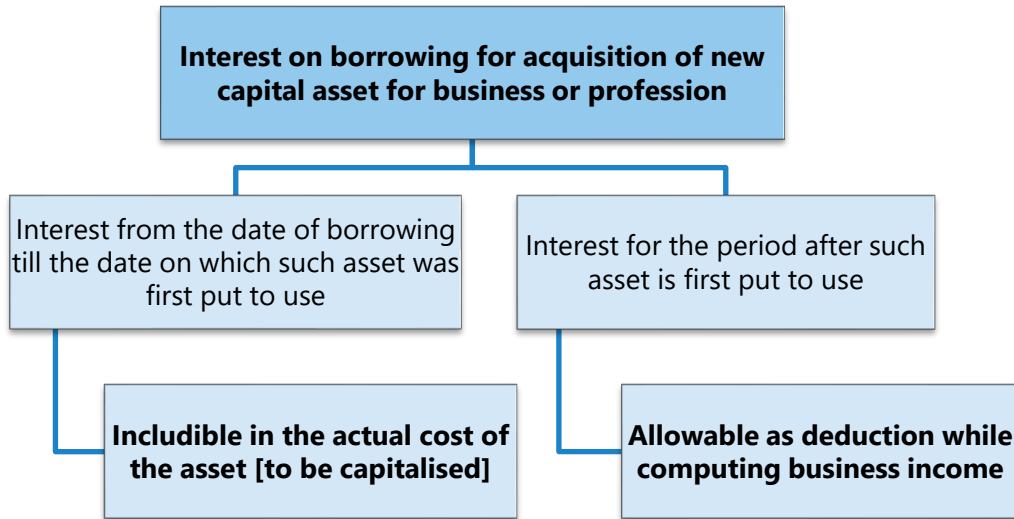 Interest on borrowing for acquisition of new
capital asset for business or profession
Interest from the date of borrowing
till the date on which such asset was
first put to use
Interest for the period after such
asset is first put to use
Includible in the actual cost of
the asset [to be capitalised]
Allowable as deduction while
computing business income